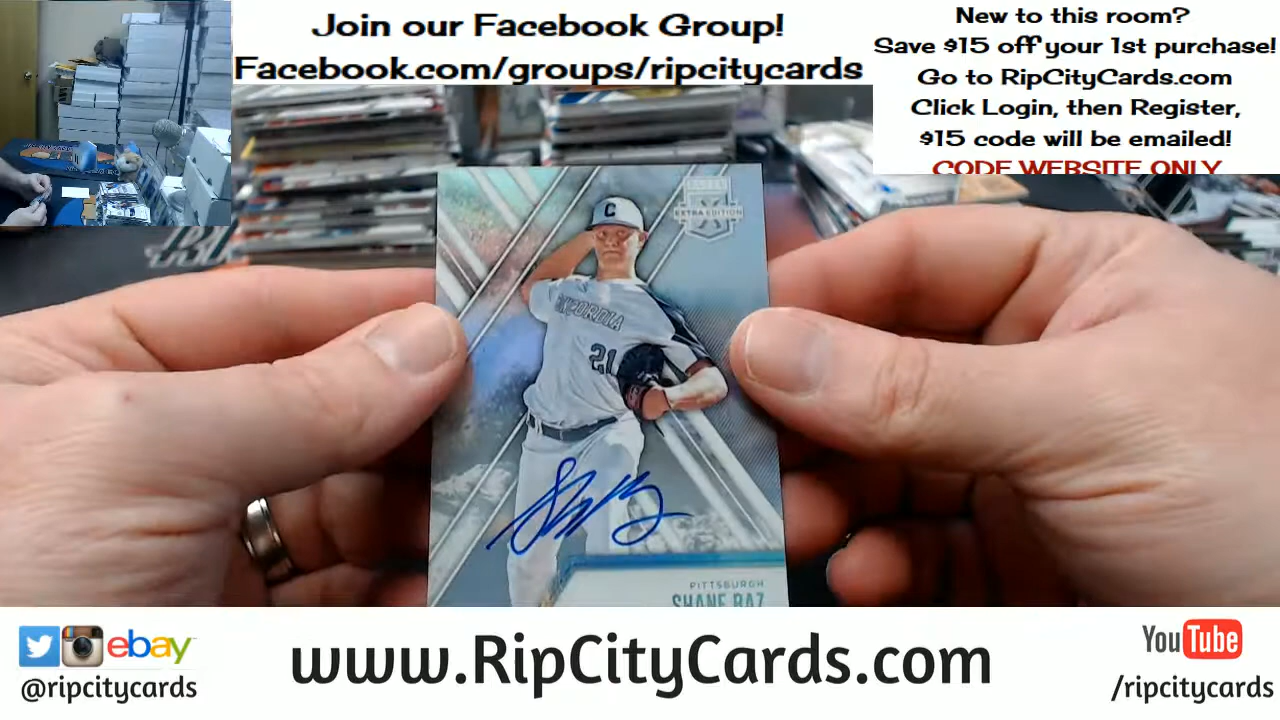 Join our Facebook Group!
Facebook.com/groups/ripcitycards
New to this room?
Save $15 off your 1st purchase!
Go to RipCityCards.com
Click Login, then Register,
$15 code will be emailed!
CODE WEBSITE ONLY
EXTRA EDITION
C
CONCORDIA
21
PITTSBURGH
SHANE BAZ
ebay
@ripcitycards
www.RipCityCards.com
YouTube
/ripcitycards